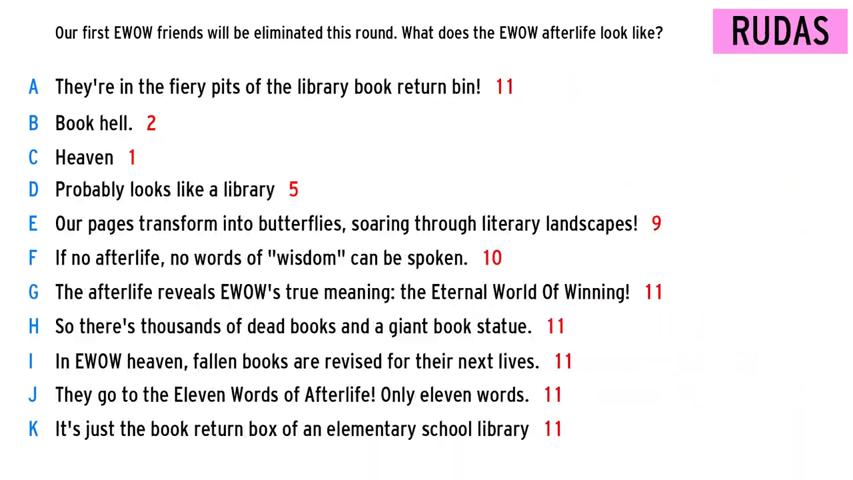 Our first EWOW friends will be eliminated this round. What does the EWOW afterlife look like?
RUDAS
A They're in the fiery pits of the library book return bin! 11
B Book hell. 2
C Heaven 1
D Probably looks like a library 5
E Our pages transform into butterflies, soaring through literary landscapes! 9
F If no afterlife, no words of "wisdom" can be spoken. 10
G The afterlife reveals EWOW's true meaning: the Eternal World Of Winning! 11
H So there's thousands of dead books and a giant book statue. 11
I In EWOW heaven, fallen books are revised for their next lives. 11
J They go to the Eleven Words of Afterlife! Only eleven words. 11
K It's just the book return box of an elementary school library 11